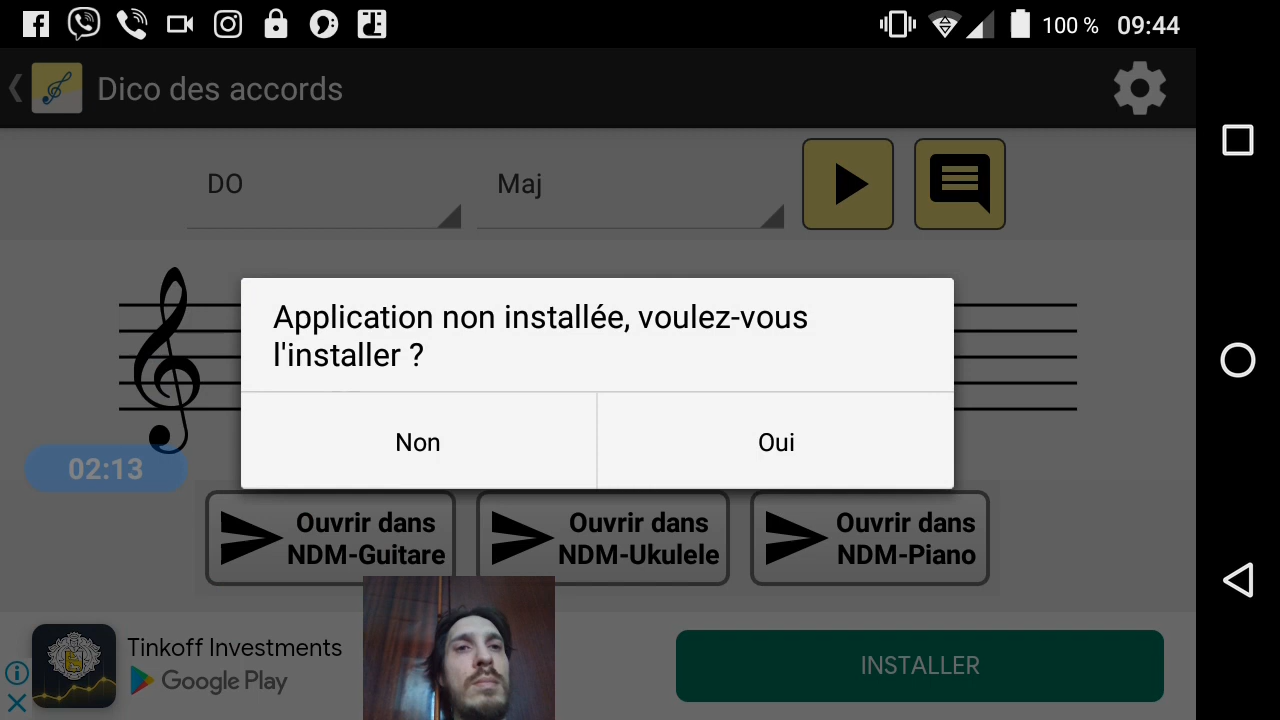 100 % 09:44
Dico des accords
DO
Maj
Application non installée, voulez-vous
l'installer ?
Non
Oui
02:13
Ouvrir dans
NDM-Guitare
Ouvrir dans
NDM-Ukulele
Ouvrir dans
NDM-Piano
Tinkoff Investments
Google Play
INSTALLER